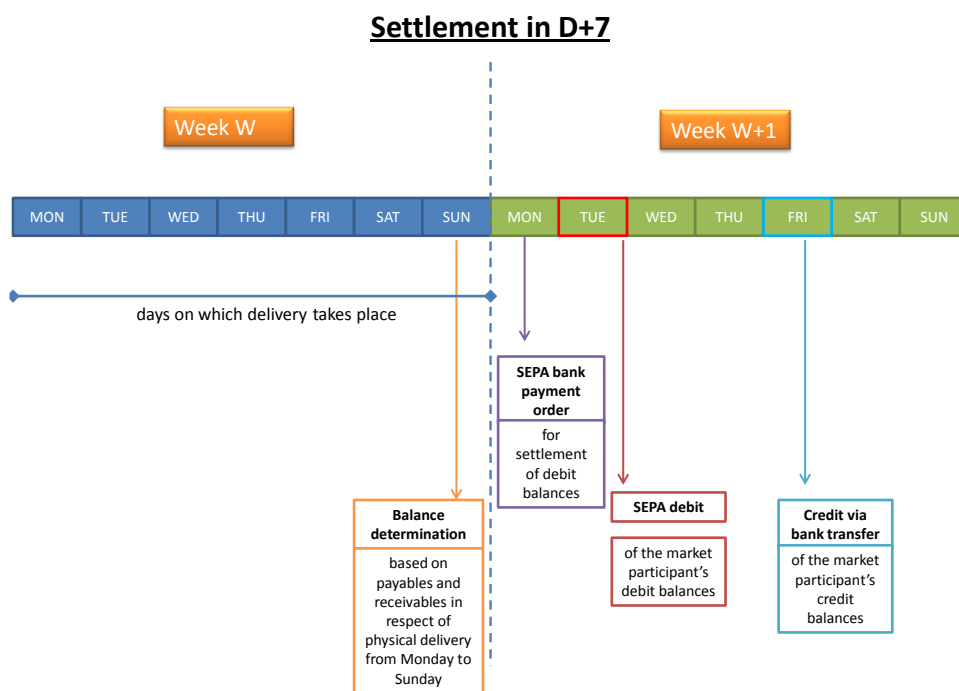 Settlement in D+7
Week W
Week W+1
MON TUE WED THU FRI SAT SUN MON TUE WED THU FRI SAT SUN
days on which delivery takes place
SEPA bank
payment
order
for
settlement
of debit
balances
Balance
determination
based on
payables and
receivables in
respect of
physical delivery
from Monday to
Sunday
SEPA debit
of the market
participant's
debit balances
Credit via
bank transfer
of the market
participant's
credit
balances